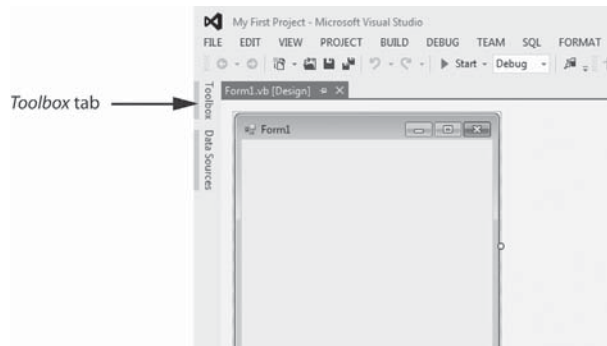 My First Project - Microsoft Visual Studio
FILE EDIT VIEW PROJECT BUILD DEBUG TEAM SQL FORMAT
Start - Debug
Toolbox tab
Toolbox
Data Sources
Form1.vb [Design]
Form1